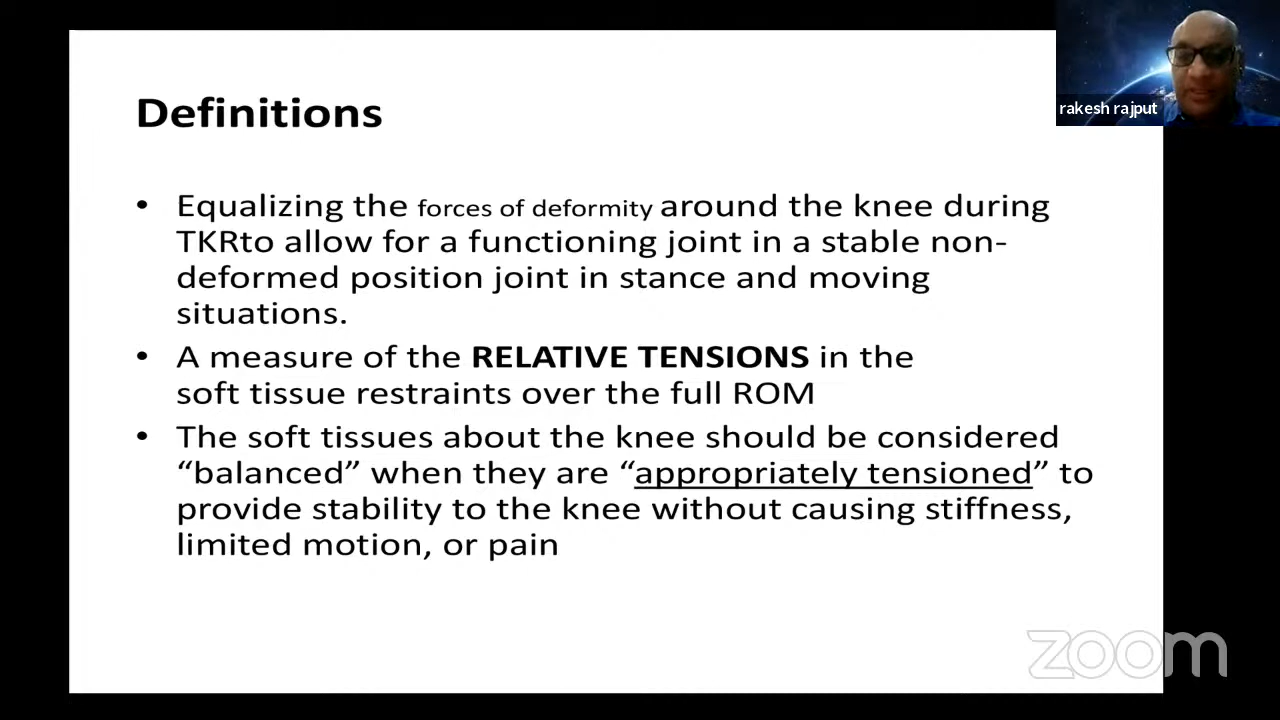 Definitions
rakesh rajput
• Equalizing the forces of deformity around the knee during
TKRto allow for a functioning joint in a stable non-
deformed position joint in stance and moving
situations.
• A measure of the RELATIVE TENSIONS in the
soft tissue restraints over the full ROM
• The soft tissues about the knee should be considered
“balanced” when they are “appropriately tensioned” to
provide stability to the knee without causing stiffness,
limited motion, or pain
zoom